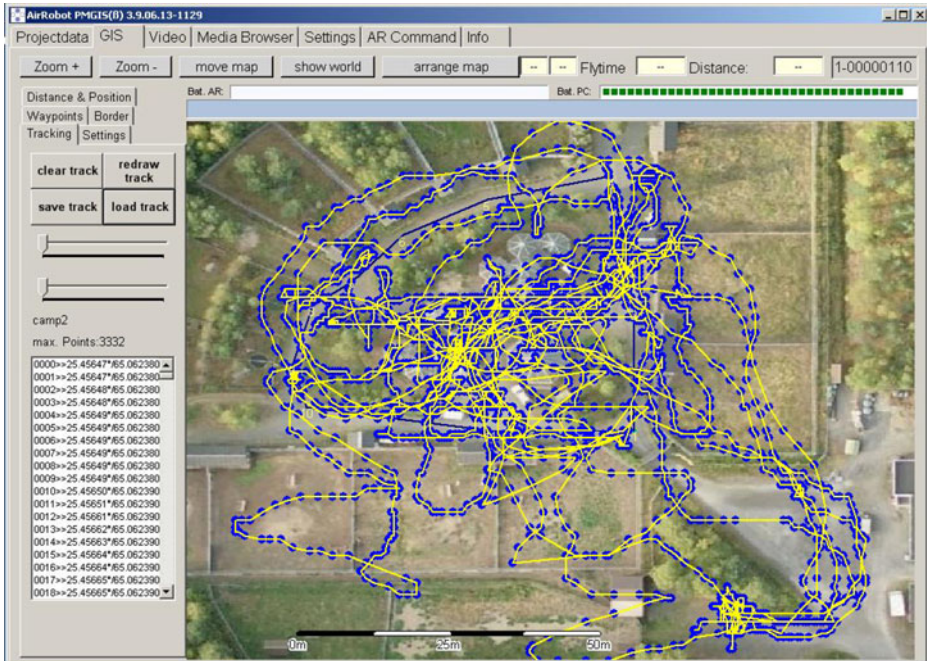 AirRobot PMGIS(ß) 3.9.06.13-1129
Projectdata GIS Video Media Browser Settings AR Command Info
Zoom + Zoom - move map show world arrange map -- -- Flytime -- Distance: -- 1-00000110
Distance & Position
Bat. AR: Bat. PC:
Waypoints Border
Tracking Settings
clear track redraw track
save track load track
camp2
max. Points:3332
0000>>25.45647°/65.062380
0001>>25.45647°/65.062380
0002>>25.45648°/65.062380
0003>>25.45648°/65.062380
0004>>25.45649°/65.062380
0005>>25.45649°/65.062380
0006>>25.45649°/65.062380
0007>>25.45649°/65.062380
0008>>25.45649°/65.062380
0009>>25.45649°/65.062380
0010>>25.45650°/65.062390
0011>>25.45651°/65.062390
0012>>25.45661°/65.062390
0013>>25.45662°/65.062390
0014>>25.45663°/65.062390
0015>>25.45664°/65.062390
0016>>25.45664°/65.062390
0017>>25.45665°/65.062390
0018>>25.45665°/65.062390
0m 25m 50m